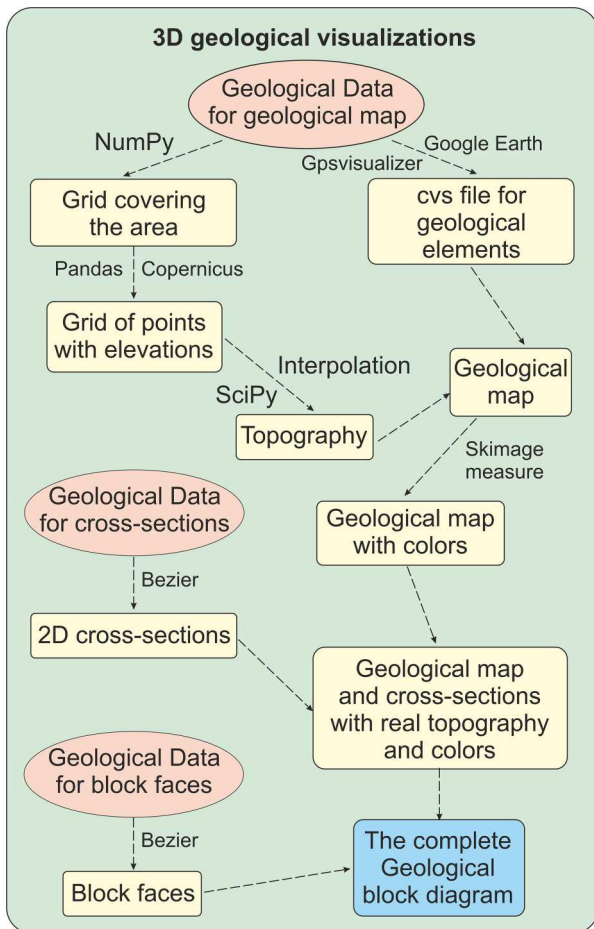 3D geological visualizations
Geological Data
for geological map
NumPy
Google Earth
Gpsvisualizer
Grid covering
the area
cvs file for
geological
elements
Pandas
Copernicus
Grid of points
with elevations
Interpolation
SciPy
Geological
map
Topography
Skimage
measure
Geological Data
for cross-sections
Geological map
with colors
Bezier
2D cross-sections
Geological map
and cross-sections
with real topography
and colors
Geological Data
for block faces
Bezier
The complete
Geological
block diagram
Block faces